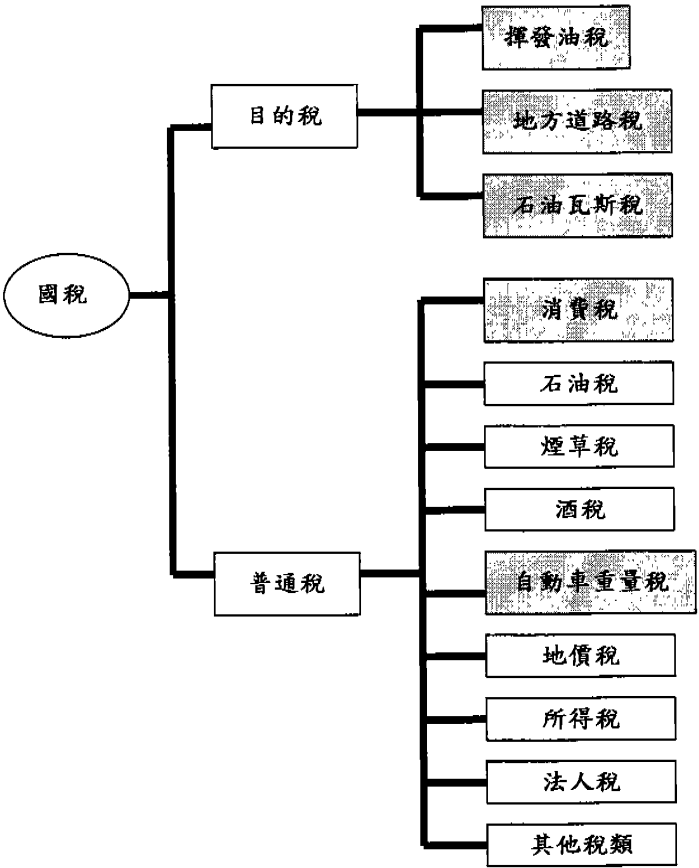 國稅
目的稅
揮發油稅
地方道路稅
石油瓦斯稅
普通稅
消費稅
石油稅
煙草稅
酒稅
自動車重量稅
地價稅
所得稅
法人稅
其他稅類